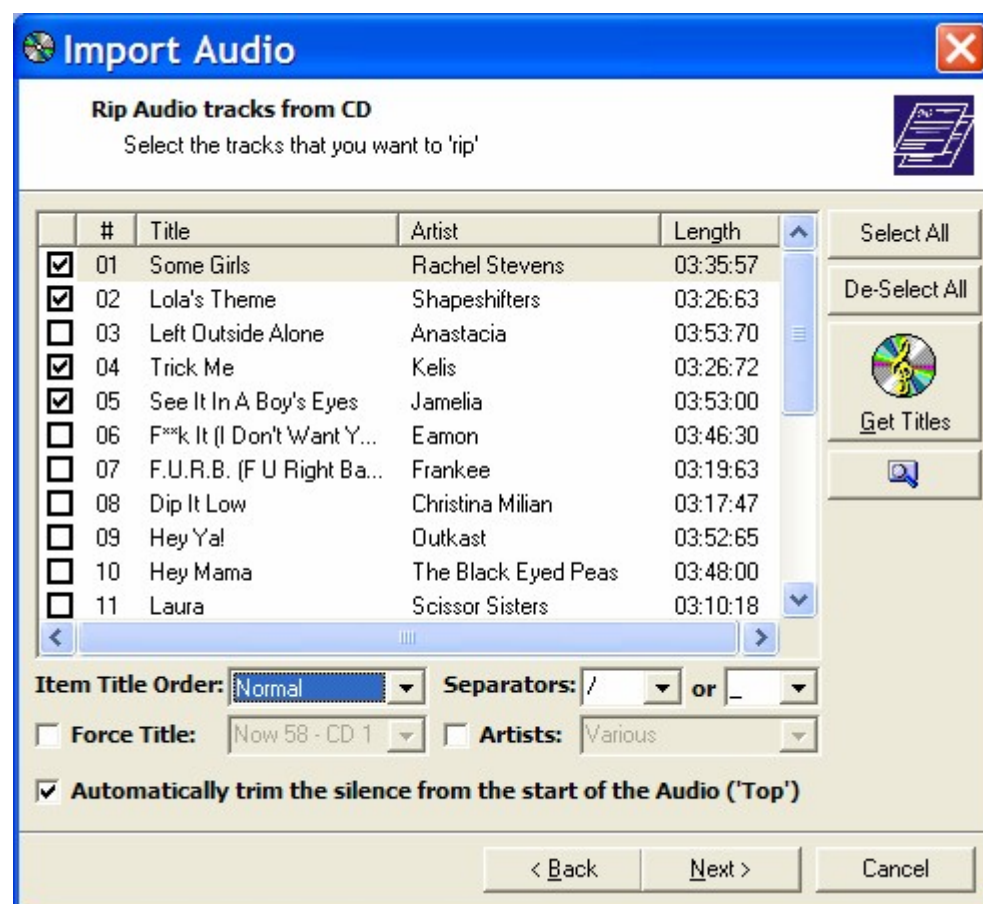 Import Audio
Rip Audio tracks from CD
Select the tracks that you want to 'rip'
# Title Artist Length
01 Some Girls Rachel Stevens 03:35:57
02 Lola's Theme Shapeshifters 03:26:63
03 Left Outside Alone Anastacia 03:53:70
04 Trick Me Kelis 03:26:72
05 See It In A Boy's Eyes Jamelia 03:53:00
06 F**k It (I Don't Want Y... Eamon 03:46:30
07 F.U.R.B. (F U Right Ba... Frankee 03:19:63
08 Dip It Low Christina Milian 03:17:47
09 Hey Ya! Outkast 03:52:65
10 Hey Mama The Black Eyed Peas 03:48:00
11 Laura Scissor Sisters 03:10:18
Select All
De-Select All
Get Titles
Item Title Order: Normal Separators: / or _
Force Title: Now 58 - CD 1 Artists: Various
Automatically trim the silence from the start of the Audio ('Top')
< Back Next > Cancel